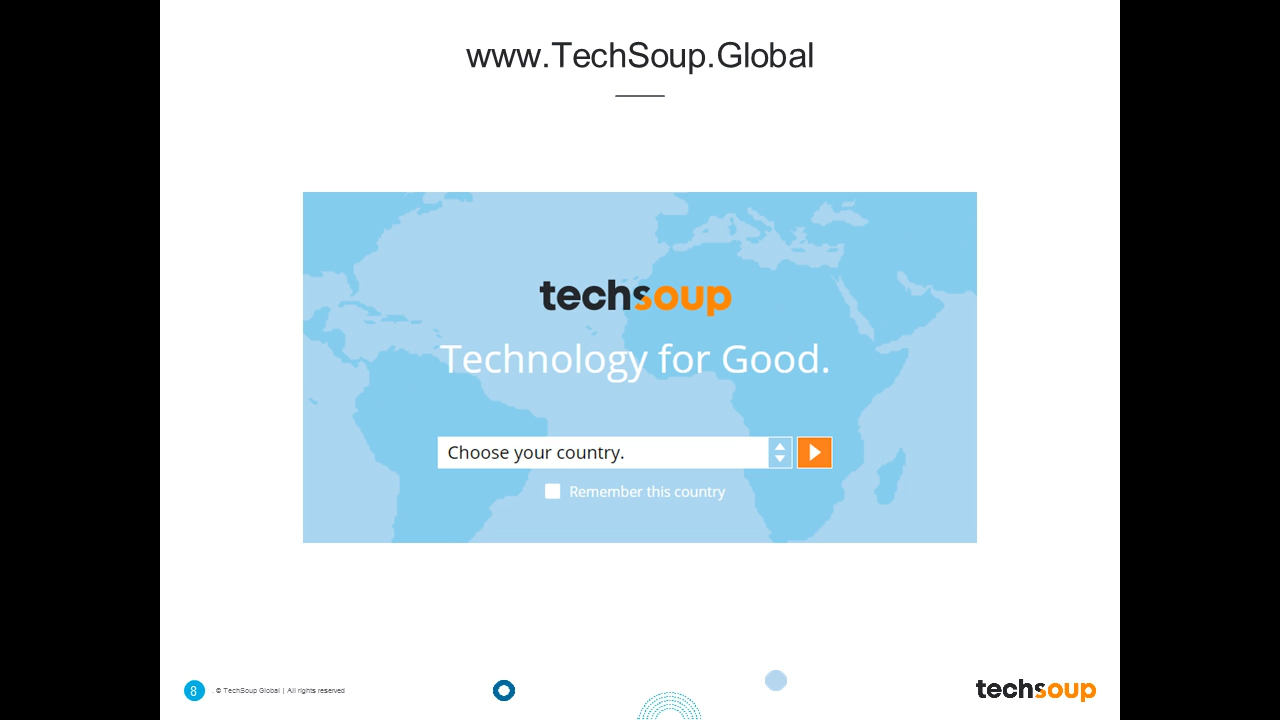 www.TechSoup.Global
techsoup
Technology for Good.
Choose your country.
Remember this country
8
. © TechSoup Global | All rights reserved
techsoup